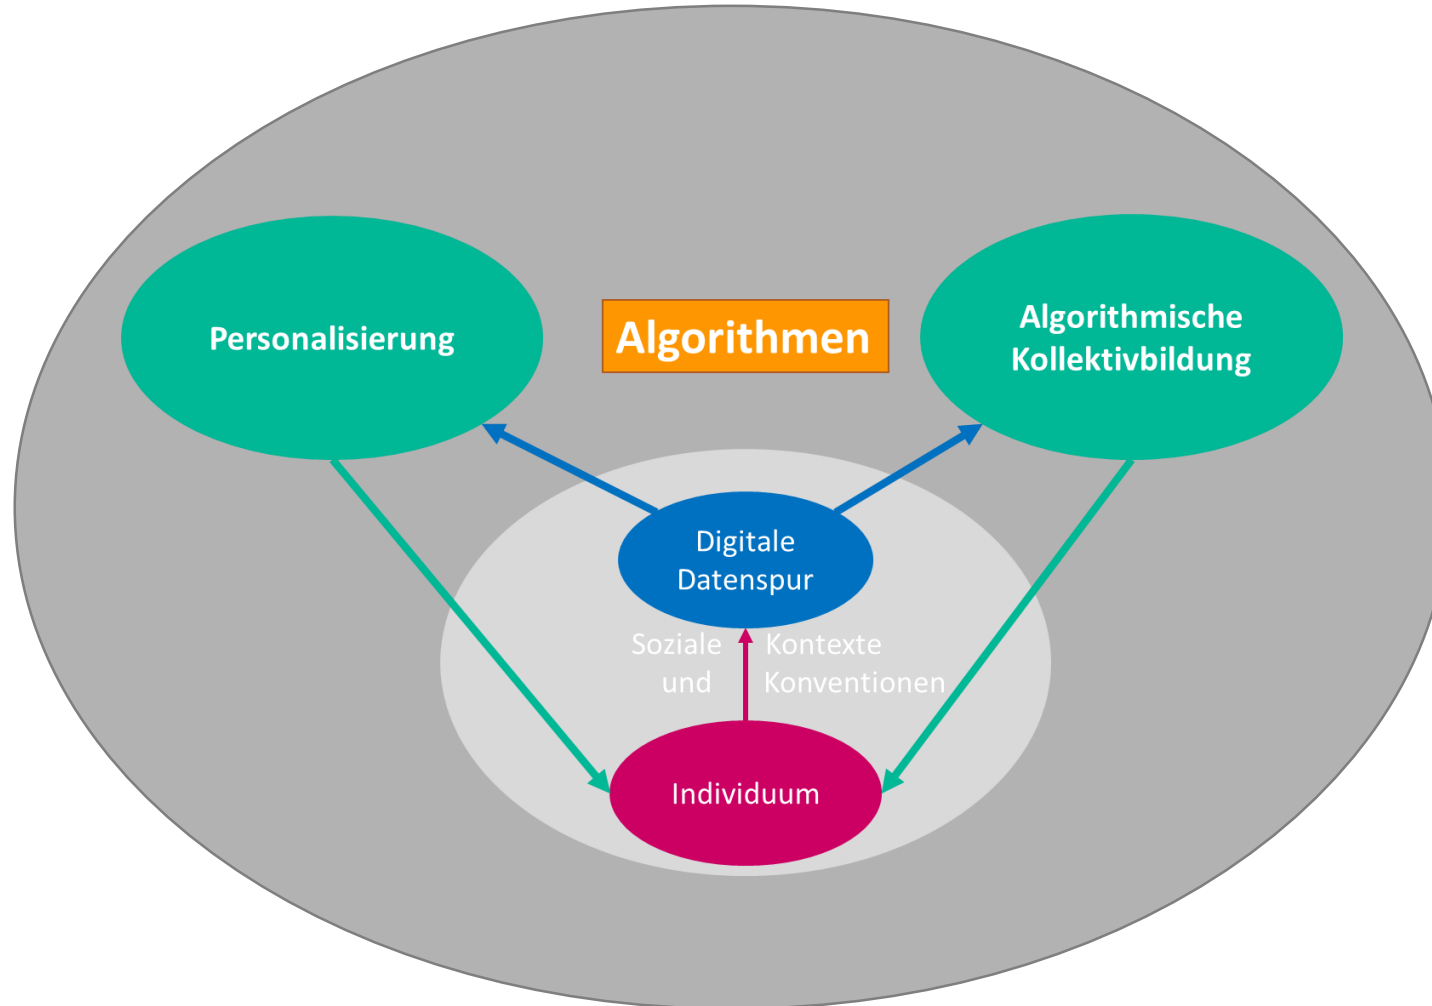 Personalisierung
Algorithmen
Algorithmische
Kollektivbildung
Digitale
Datenspur
Soziale Kontexte
und Konventionen
Individuum